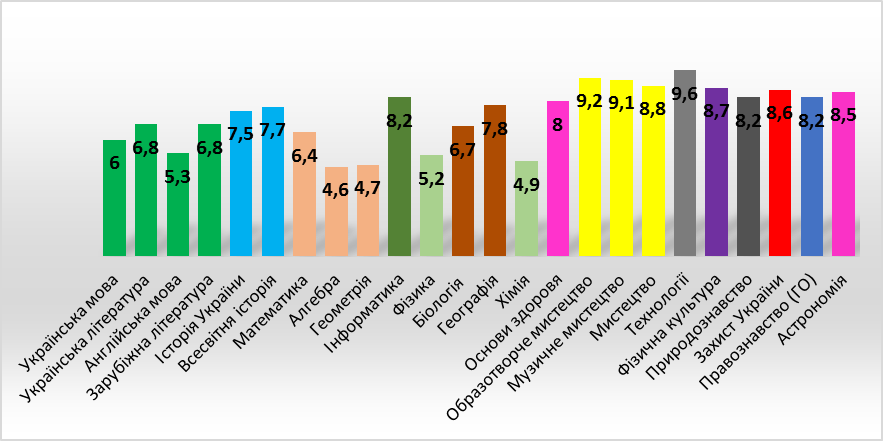 6
6,8
5,3
6,8
7,5
7,7
6,4
4,6
4,7
8,2
5,2
6,7
7,8
4,9
8
9,2
9,1
8,8
9,6
8,7
8,2
8,6
8,2
8,5
Українська мова
Українська література
Англійська мова
Зарубіжна література
Історія України
Всесвітня історія
Математика
Алгебра
Геометрія
Інформатика
Фізика
Біологія
Географія
Хімія
Основи здоровя
Образотворче мистецтво
Музичне мистецтво
Мистецтво
Технології
Фізична культура
Природознавство
Захист України
Правознавство (ГО)
Астрономія